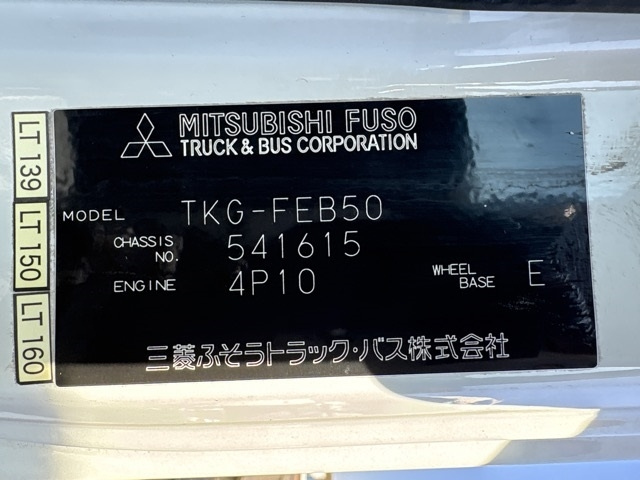 MITSUBISHI FUSO
TRUCK & BUS CORPORATION
MODEL TKG-FEB50
CHASSIS NO. 541615
ENGINE 4P10
WHEEL BASE E
三菱ふそうトラック・バス株式会社
LT 139
LT 150
LT 160